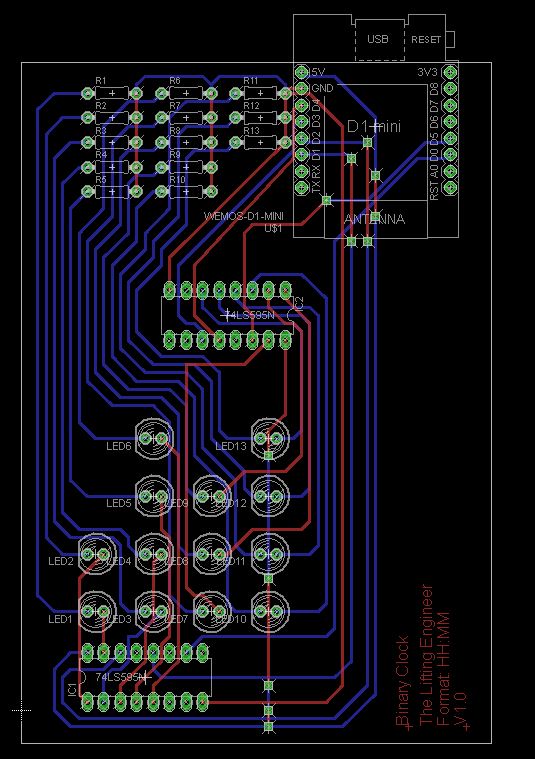 USB
RESET
5V
3V3
GND
D8
D4
D7
D3
D6
D1 mini
D2
D5
D1
D0
RX
A0
TX
RST
ANTENNA
WEMOS-D1-MINI
U$1
R1
R6
R11
R2
R7
R12
R3
R8
R13
R4
R9
R5
R10
IC2
74LS595N
LED6
LED13
LED5
LED9
LED12
LED2
LED4
LED8
LED11
LED1
LED3
LED7
LED10
IC1
74LS595N
Binary Clock
The Lifting Engineer
Format: HH:MM
V1.0